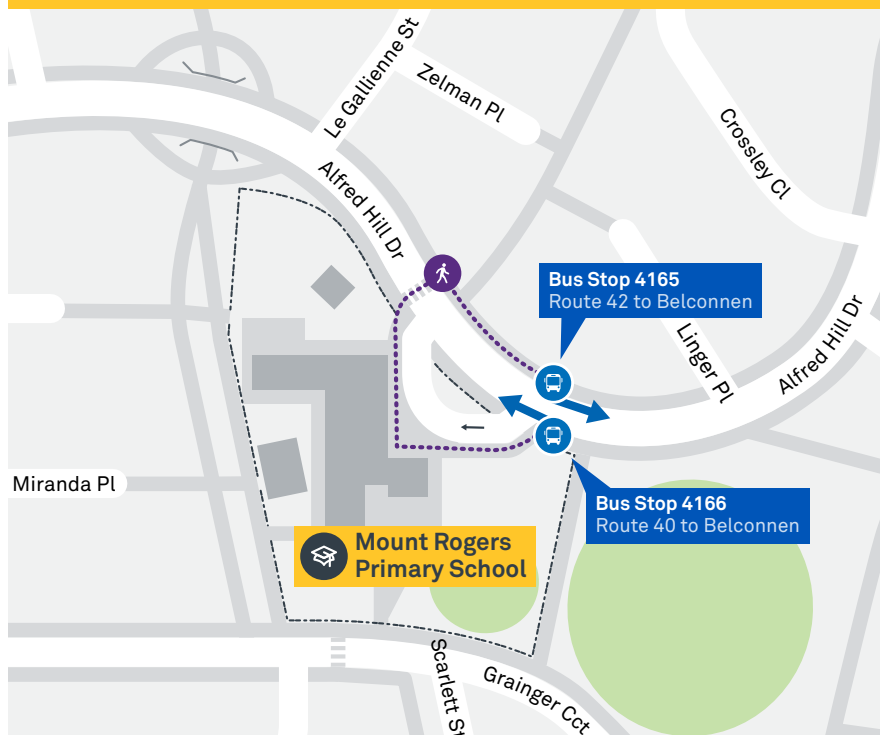 Le Gallienne St
Zelman Pl
Crossley Cl
Alfred Hill Dr
Bus Stop 4165
Route 42 to Belconnen
Linger Pl
Alfred Hill Dr
Miranda Pl
Bus Stop 4166
Route 40 to Belconnen
Mount Rogers
Primary School
Scarlett St
Grainger Cct